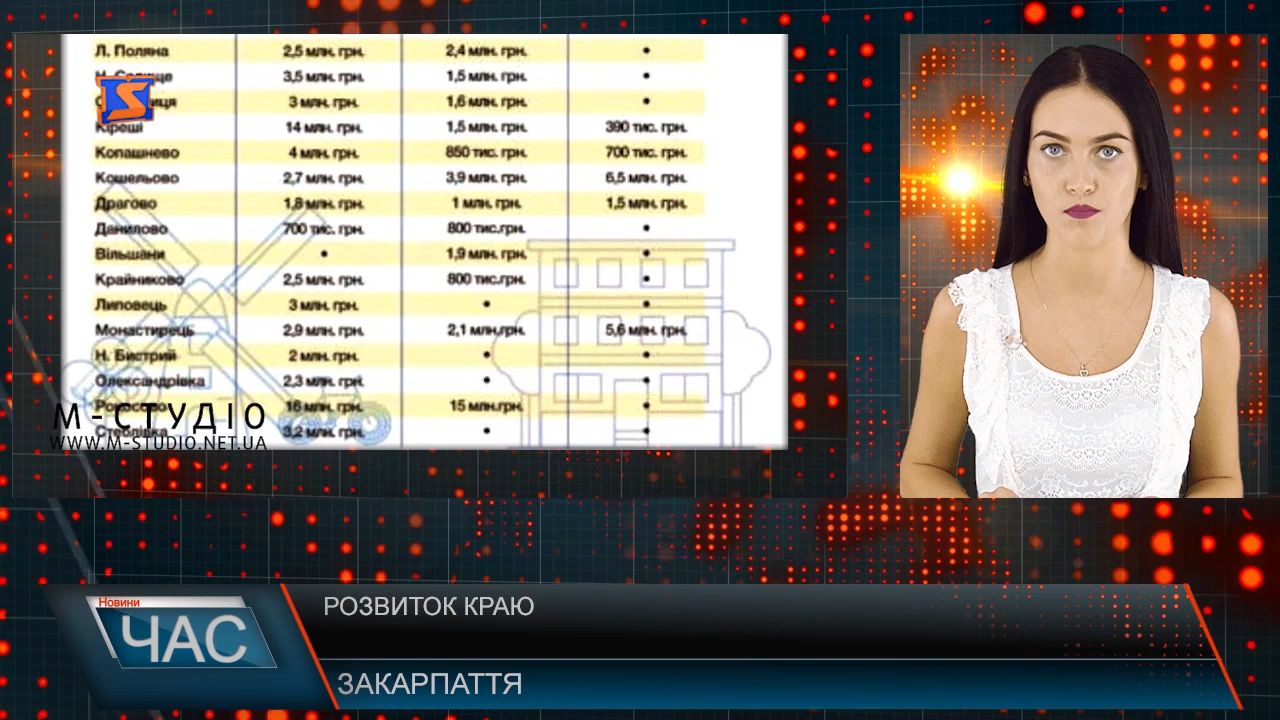 Л. Поляна 2,5 млн. грн. 2,4 млн. грн. •
3,5 млн. грн. 1,5 млн. грн. •
3 млн. грн. 1,6 млн. грн. •
Кіреші 14 млн. грн. 1,5 млн. грн. 390 тис. грн.
Копашнево 4 млн. грн. 850 тис. грн. 700 тис. грн.
Кошельово 2,7 млн. грн. 3,9 млн. грн. 6,5 млн. грн.
Драгово 1,8 млн. грн. 1 млн. грн. 1,5 млн. грн.
Данилово 700 тис. грн. 800 тис.грн. •
Вільшани • 1,9 млн. грн. •
Крайниково 2,5 млн. грн. 800 тис.грн. •
Липовець 3 млн. грн. • •
Монастирець 2,9 млн. грн. 2,1 млн.грн. 5,6 млн. грн.
Н. Бистрий 2 млн. грн. • •
Олександрівка 2,3 млн. грн. • •
16 млн. грн. 15 млн.грн. •
Стеблівка 3,2 млн. грн. • •
М-СТУДІО
WWW.M-STUDIO.NET.UA
Новини
ЧАС
РОЗВИТОК КРАЮ
ЗАКАРПАТТЯ